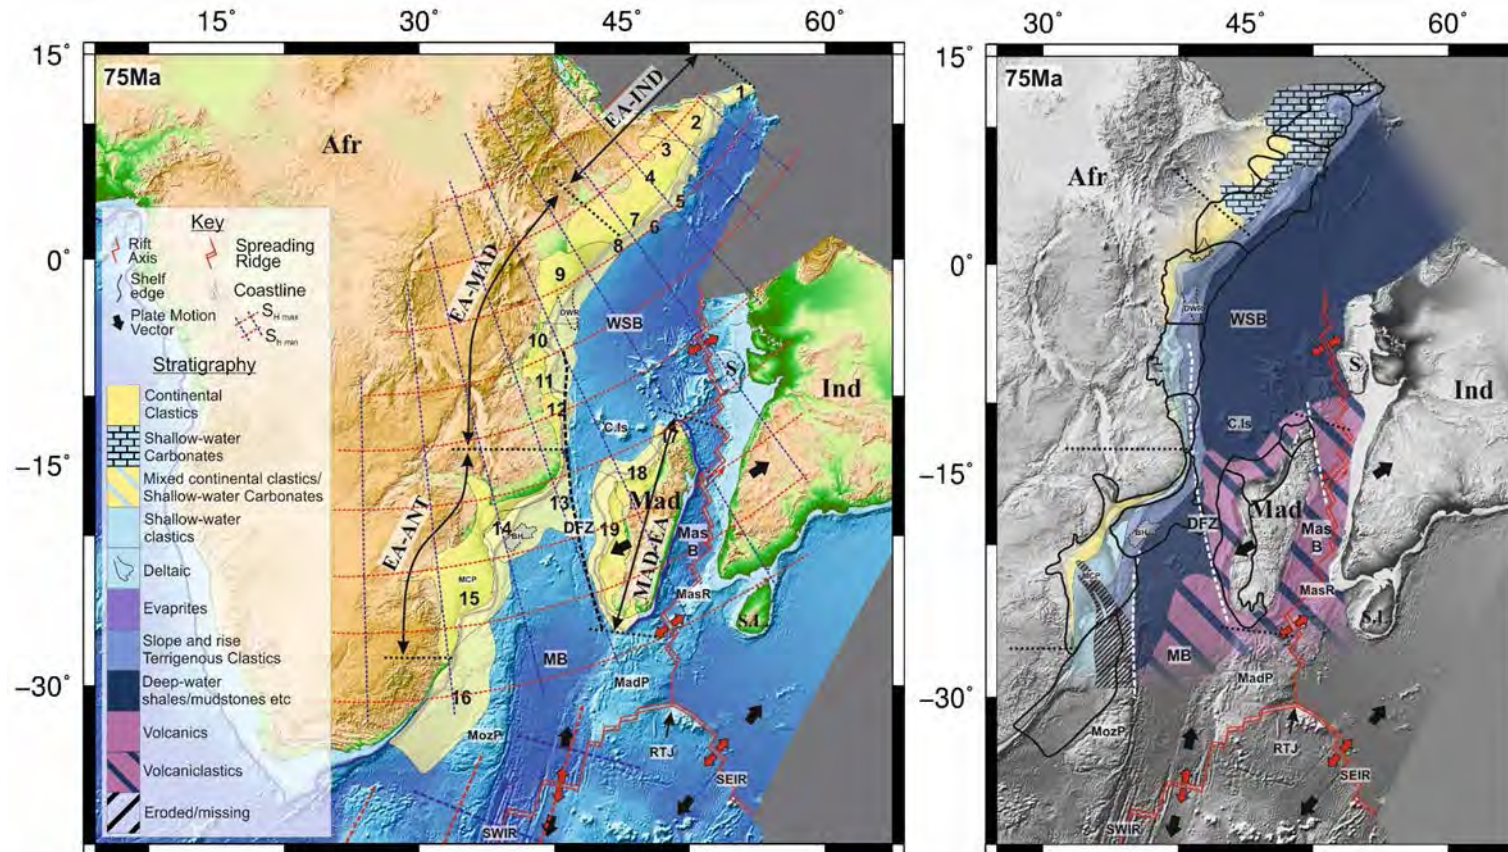 15°
30°
45°
60°
15°
75Ma
EA-IND
1
2
3
4
5
6
7
8
Afr
Key
Rift
Axis
Spreading
Ridge
Shelf
edge
Coastline
Plate Motion
Vector
S H max
S H min
0°
EA-MAD
9
DWR
WSB
10
11
12
S
Ind
C.Is
Stratigraphy
Continental
Clastics
Shallow-water
Carbonates
Mixed continental clastics/
Shallow-water Carbonates
Shallow-water
clastics
Deltaic
Evaprites
Slope and rise
Terrigenous Clastics
Deep-water
shales/mudstones etc
Volcanics
Volcaniclastics
Eroded/missing
−15°
EA-ANT
18
13
Mad
14
BH
DFZ
19
MAD-EA
Mas
B
MCP
15
MasR
S.I.
16
MB
MadP
−30°
MozP
RTJ
SEIR
SWIR
30°
45°
60°
15°
75Ma
Afr
0°
DWR
WSB
S
Ind
C.Is
−15°
Mad
BH
DFZ
Mas
B
MCP
MasR
S.I.
MB
MadP
−30°
MozP
RTJ
SEIR
SWIR